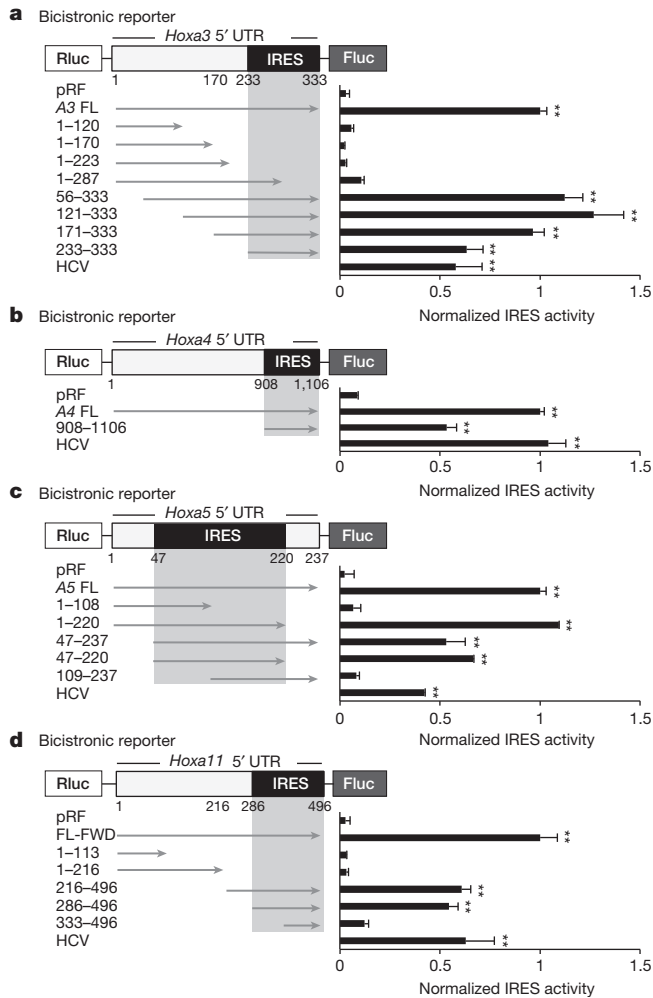 a Bicistronic reporter
Hoxa3 5′ UTR
Rluc IRES Fluc
1 170 233 333
pRF
A3 FL **
1–120
1–170
1–223
1–287
56–333 **
121–333 **
171–333 **
233–333 **
HCV **
0 0.5 1 1.5
Normalized IRES activity
b Bicistronic reporter
Hoxa4 5′ UTR
Rluc IRES Fluc
1 908 1,106
pRF
A4 FL **
908–1106 **
HCV **
0 0.5 1 1.5
Normalized IRES activity
c Bicistronic reporter
Hoxa5 5′ UTR
Rluc IRES Fluc
1 47 220 237
pRF
A5 FL **
1–108
1–220 **
47–237 **
47–220 **
109–237
HCV **
0 0.5 1 1.5
Normalized IRES activity
d Bicistronic reporter
Hoxa11 5′ UTR
Rluc IRES Fluc
1 216 286 496
pRF
FL-FWD **
1–113
1–216
216–496 **
286–496 **
333–496
HCV **
0 0.5 1 1.5
Normalized IRES activity